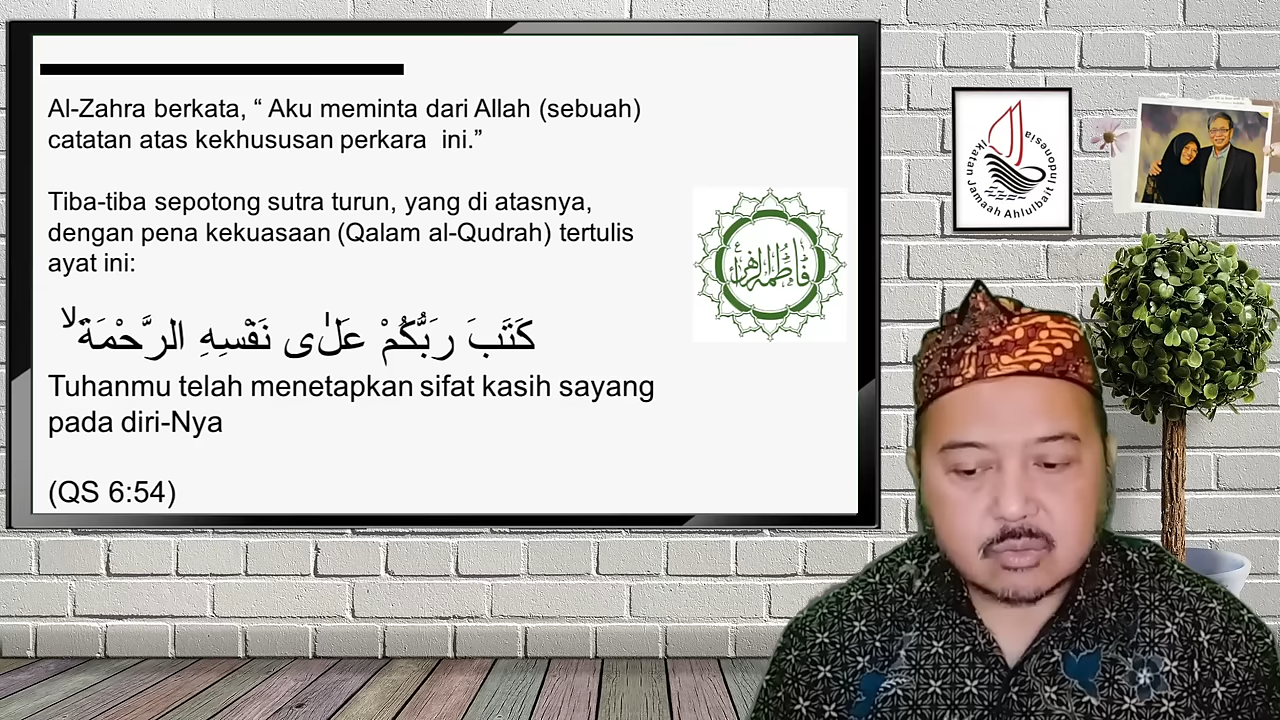 Al-Zahra berkata, “ Aku meminta dari Allah (sebuah)
catatan atas kekhususan perkara ini.”
Tiba-tiba sepotong sutra turun, yang di atasnya,
dengan pena kekuasaan (Qalam al-Qudrah) tertulis
ayat ini:
كَتَبَ رَبُّكُمْ عَلٰى نَفْسِهِ الرَّحْمَةَ ۙ
Tuhanmu telah menetapkan sifat kasih sayang
pada diri-Nya
(QS 6:54)
فاطمة الزهراء
Ikatan Jamaah Ahlulbait Indonesia